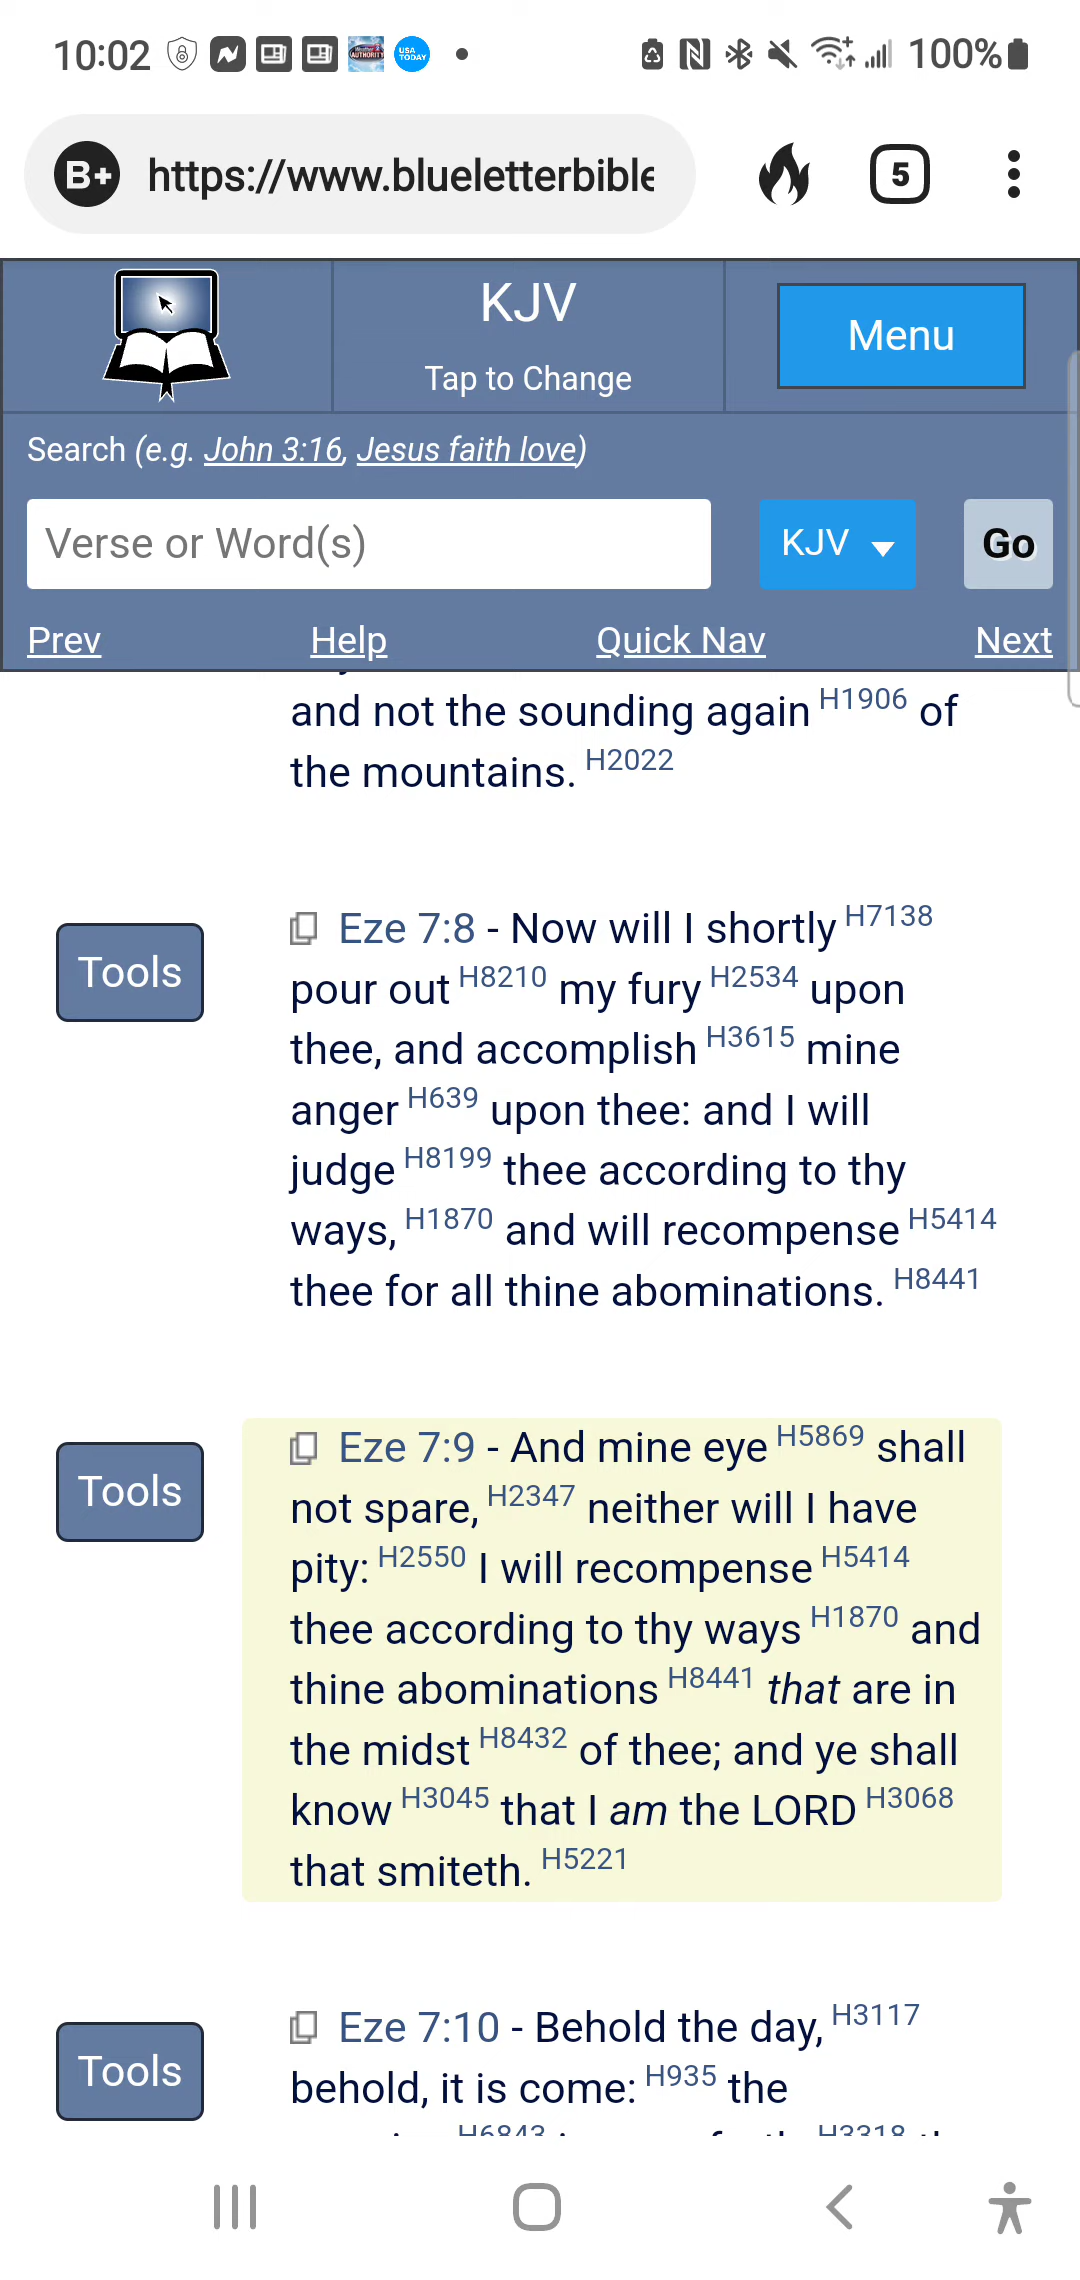 10:02 100%
B+ https://www.blueletterbible 5
KJV
Tap to Change
Menu
Search (e.g. John 3:16, Jesus faith love)
Verse or Word(s) KJV Go
Prev Help Quick Nav Next
and not the sounding again H1906 of
the mountains. H2022
Tools
Eze 7:8 - Now will I shortly H7138
pour out H8210 my fury H2534 upon
thee, and accomplish H3615 mine
anger H639 upon thee: and I will
judge H8199 thee according to thy
ways, H1870 and will recompense H5414
thee for all thine abominations. H8441
Tools
Eze 7:9 - And mine eye H5869 shall
not spare, H2347 neither will I have
pity: H2550 I will recompense H5414
thee according to thy ways H1870 and
thine abominations H8441 that are in
the midst H8432 of thee; and ye shall
know H3045 that I am the LORD H3068
that smiteth. H5221
Tools
Eze 7:10 - Behold the day, H3117
behold, it is come: H935 the
H6843 H3318